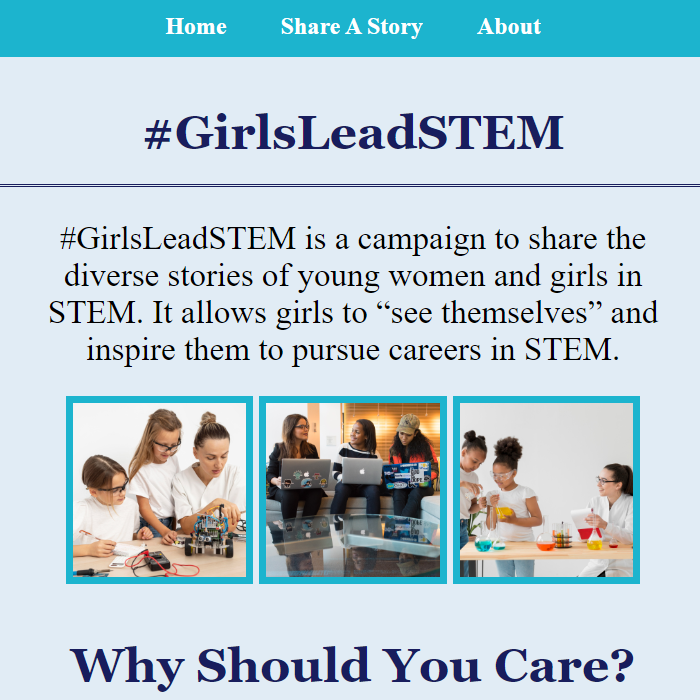 Home Share A Story About
#GirlsLeadSTEM
#GirlsLeadSTEM is a campaign to share the
diverse stories of young women and girls in
STEM. It allows girls to “see themselves” and
inspire them to pursue careers in STEM.
Why Should You Care?